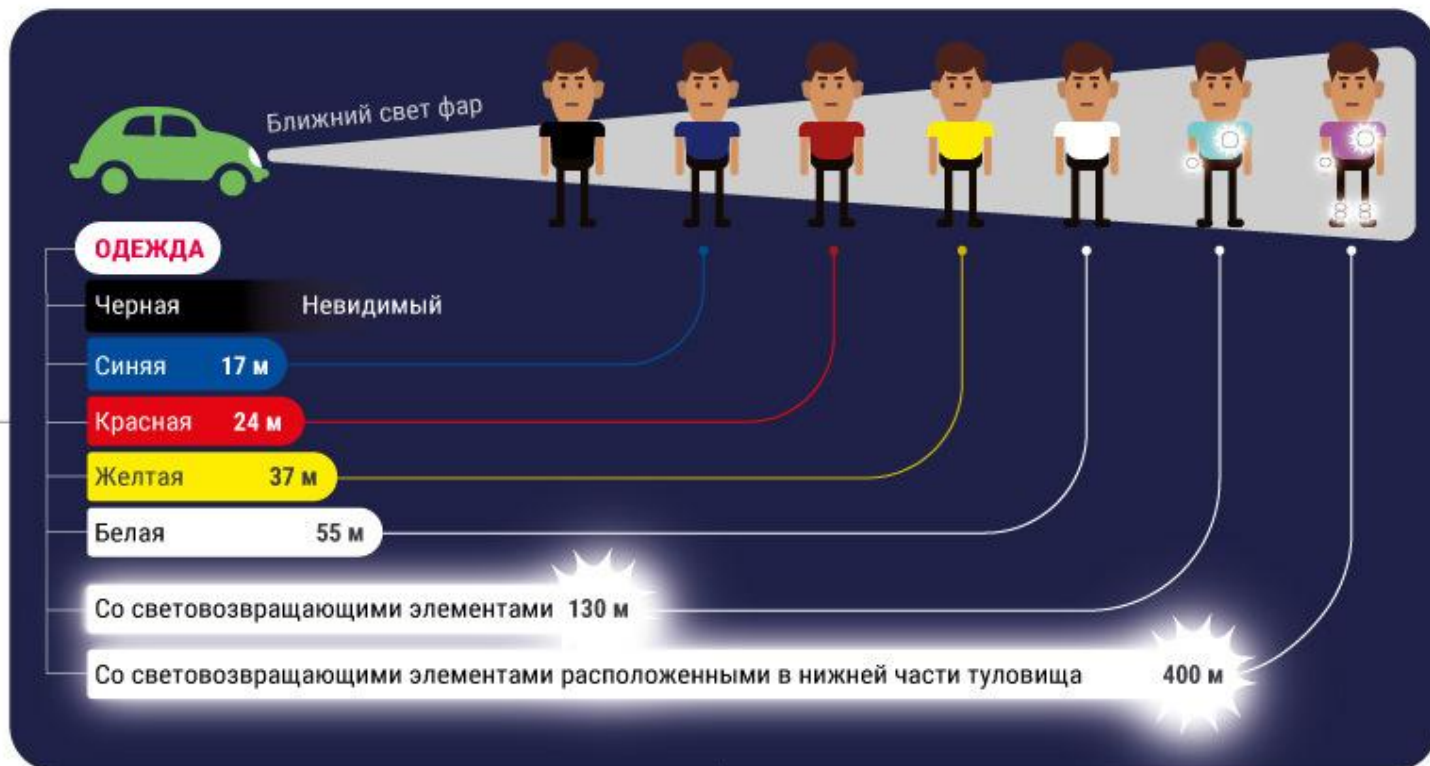 Ближний свет фар
ОДЕЖДА
Черная Невидимый
Синяя 17 м
Красная 24 м
Желтая 37 м
Белая 55 м
Со световозвращающими элементами 130 м
Со световозвращающими элементами расположенными в нижней части туловища 400 м